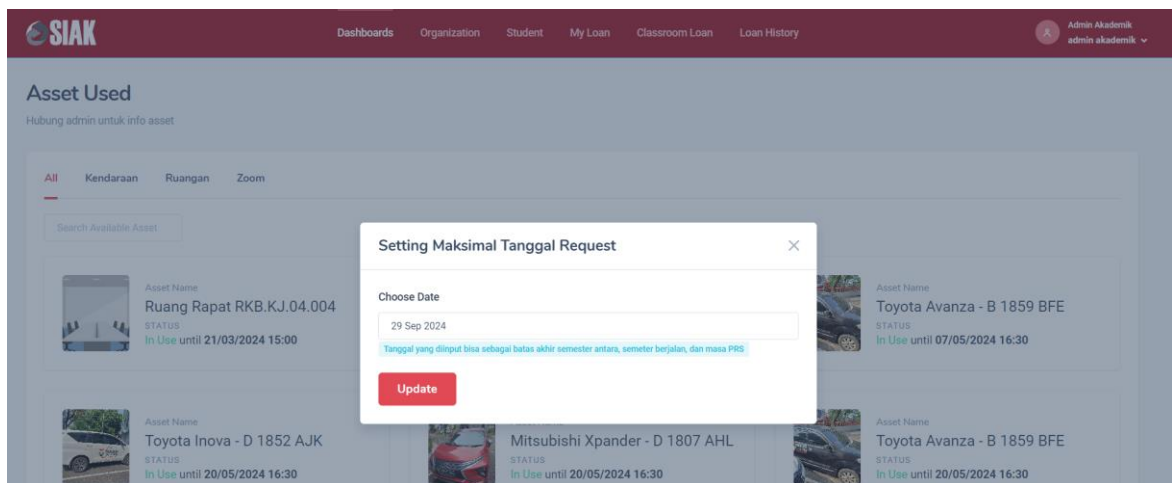 SIAK
Dashboards Organization Student My Loan Classroom Loan Loan History
Admin Akademik
admin akademik
Asset Used
Hubung admin untuk info asset
All Kendaraan Ruangan Zoom
Search Available Asset
Setting Maksimal Tanggal Request
Choose Date
29 Sep 2024
Tanggal yang diinput bisa sebagai batas akhir semester antara, semeter berjalan, dan masa PRS
Update
Asset Name
Ruang Rapat RKB.KJ.04.004
STATUS
In Use until 21/03/2024 15:00
Asset Name
Toyota Avanza - B 1859 BFE
STATUS
In Use until 07/05/2024 16:30
Asset Name
Toyota Inova - D 1852 AJK
STATUS
In Use until 20/05/2024 16:30
Mitsubishi Xpander - D 1807 AHL
STATUS
In Use until 20/05/2024 16:30
Asset Name
Toyota Avanza - B 1859 BFE
STATUS
In Use until 20/05/2024 16:30